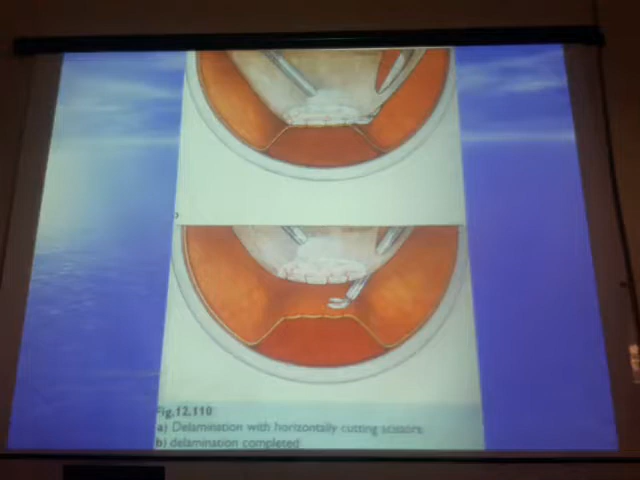 Fig.12.110
a) Delamination with horizontally cutting scissors
b) delamination completed